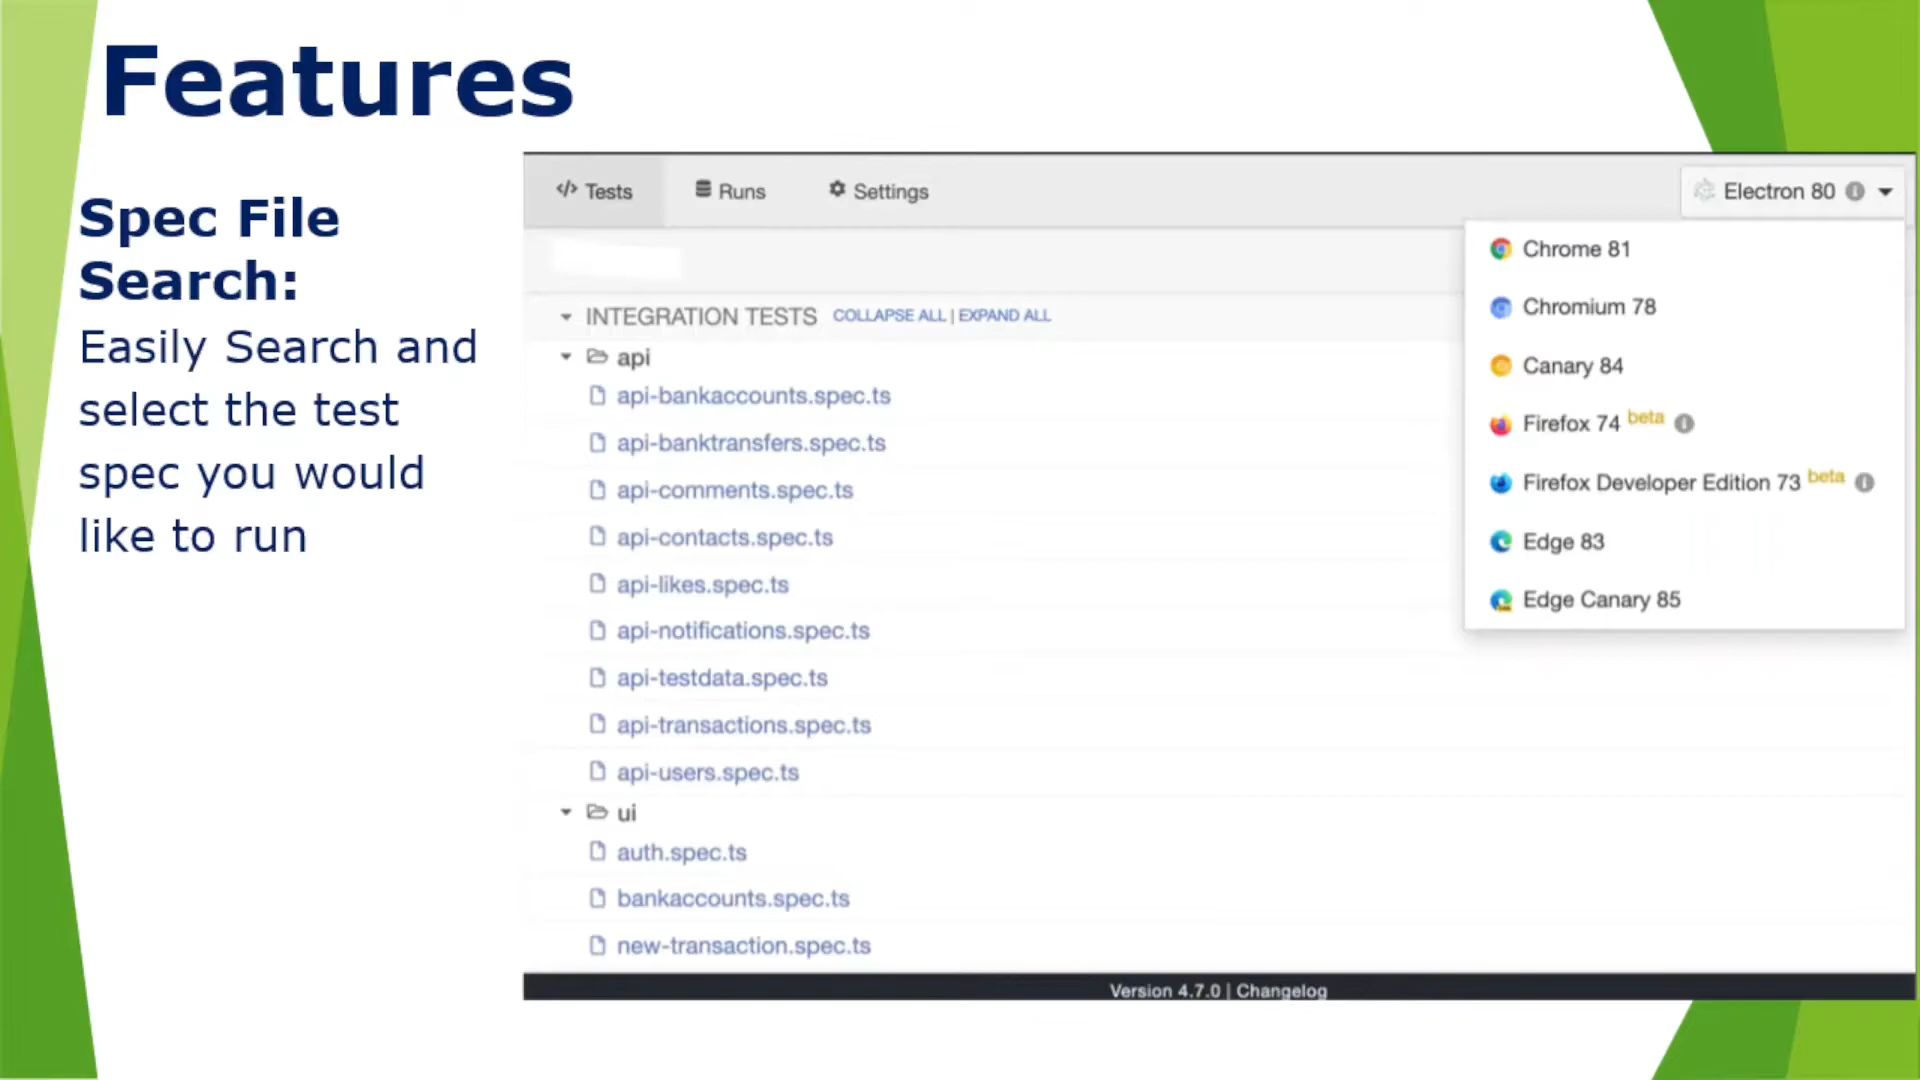 Features
Spec File
Search:
Easily Search and
select the test
spec you would
like to run
</> Tests
Runs
Settings
Electron 80
Chrome 81
Chromium 78
Canary 84
Firefox 74 beta
Firefox Developer Edition 73 beta
Edge 83
Edge Canary 85
INTEGRATION TESTS COLLAPSE ALL | EXPAND ALL
api
api-bankaccounts.spec.ts
api-banktransfers.spec.ts
api-comments.spec.ts
api-contacts.spec.ts
api-likes.spec.ts
api-notifications.spec.ts
api-testdata.spec.ts
api-transactions.spec.ts
api-users.spec.ts
ui
auth.spec.ts
bankaccounts.spec.ts
new-transaction.spec.ts
Version 4.7.0 | Changelog